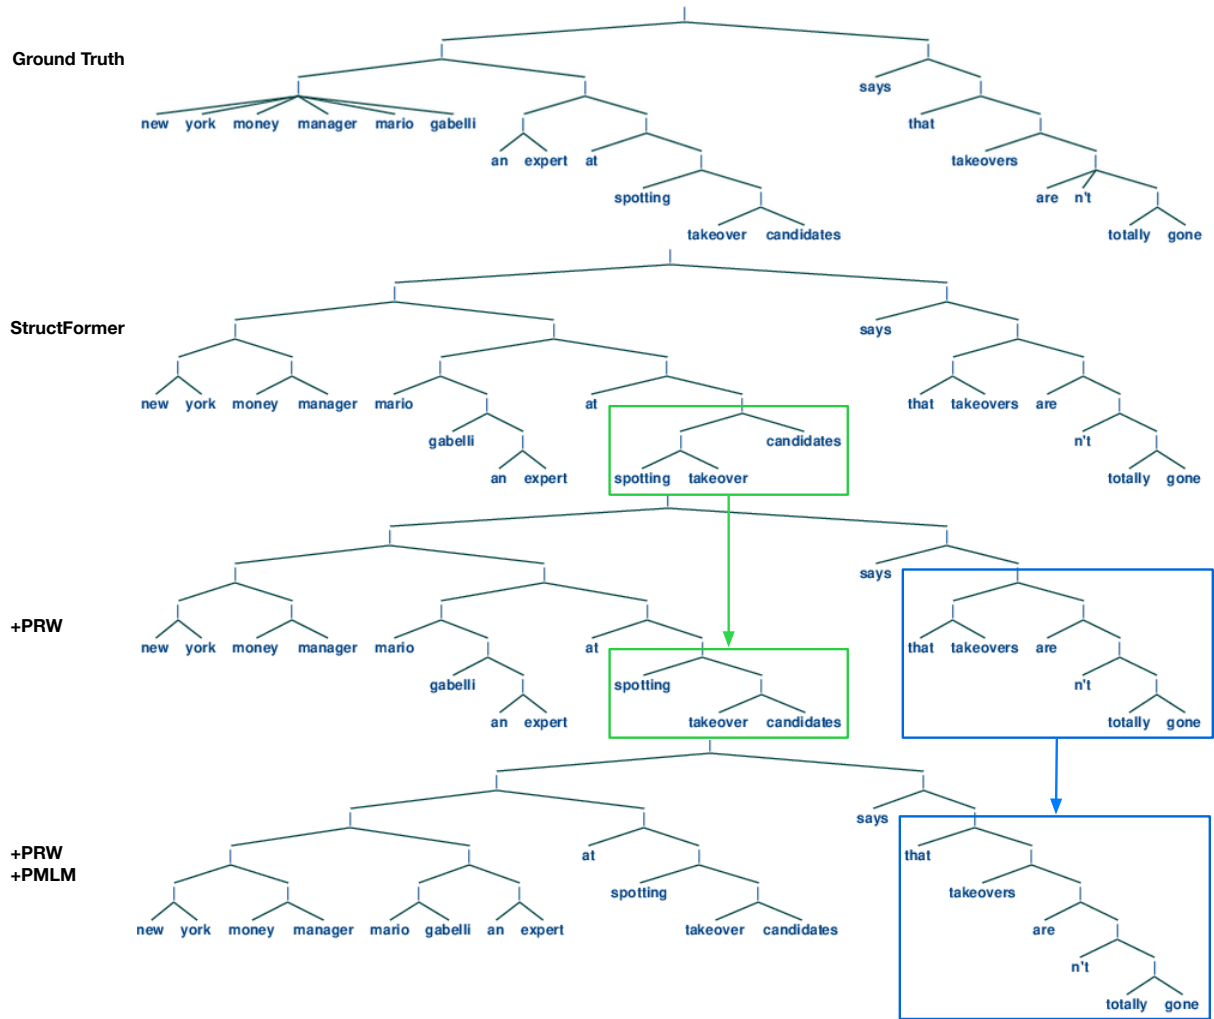 Ground Truth
says
new york money manager mario gabelli
that
an expert at
takeovers
spotting
are n't
takeover candidates
totally gone
StructFormer
says
new york money manager mario
at
that takeovers are
gabelli
candidates
n't
an expert
spotting takeover
totally gone
says
+PRW
new york money manager mario
at
that takeovers are
gabelli
spotting
n't
an expert
takeover candidates
totally gone
says
+PRW
+PMLM
at
that
spotting
takeovers
new york money manager mario gabelli an expert
takeover candidates
are
n't
totally gone